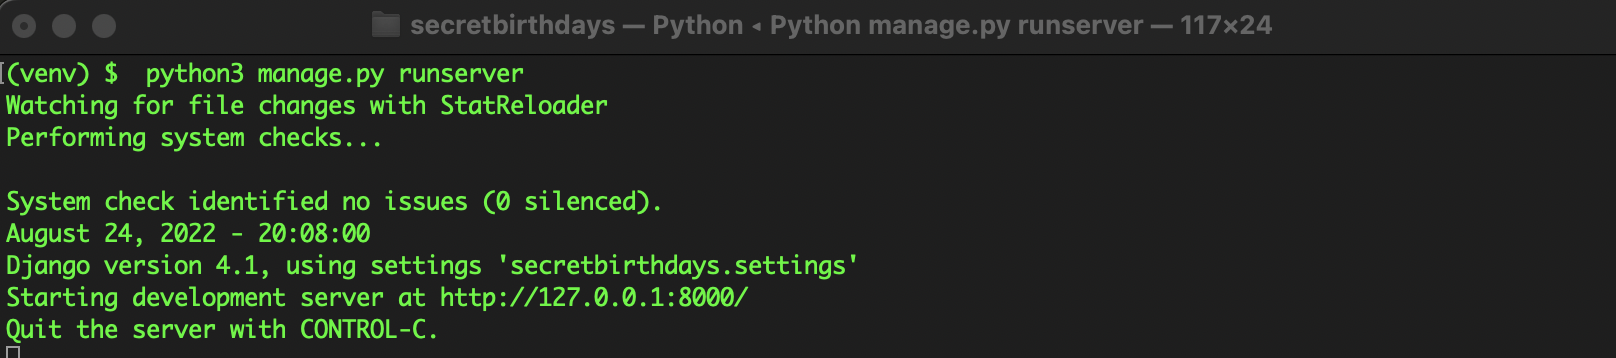 secretbirthdays — Python ◂ Python manage.py runserver — 117×24
(venv) $  python3 manage.py runserver
Watching for file changes with StatReloader
Performing system checks...

System check identified no issues (0 silenced).
August 24, 2022 - 20:08:00
Django version 4.1, using settings 'secretbirthdays.settings'
Starting development server at http://127.0.0.1:8000/
Quit the server with CONTROL-C.